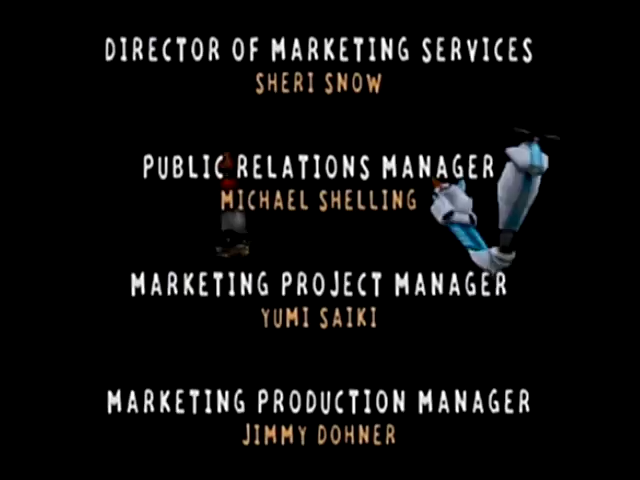 DIRECTOR OF MARKETING SERVICES
SHERI SNOW
PUBLIC RELATIONS MANAGER
MICHAEL SHELLING
MARKETING PROJECT MANAGER
YUMI SAIKI
MARKETING PRODUCTION MANAGER
JIMMY DOHNER